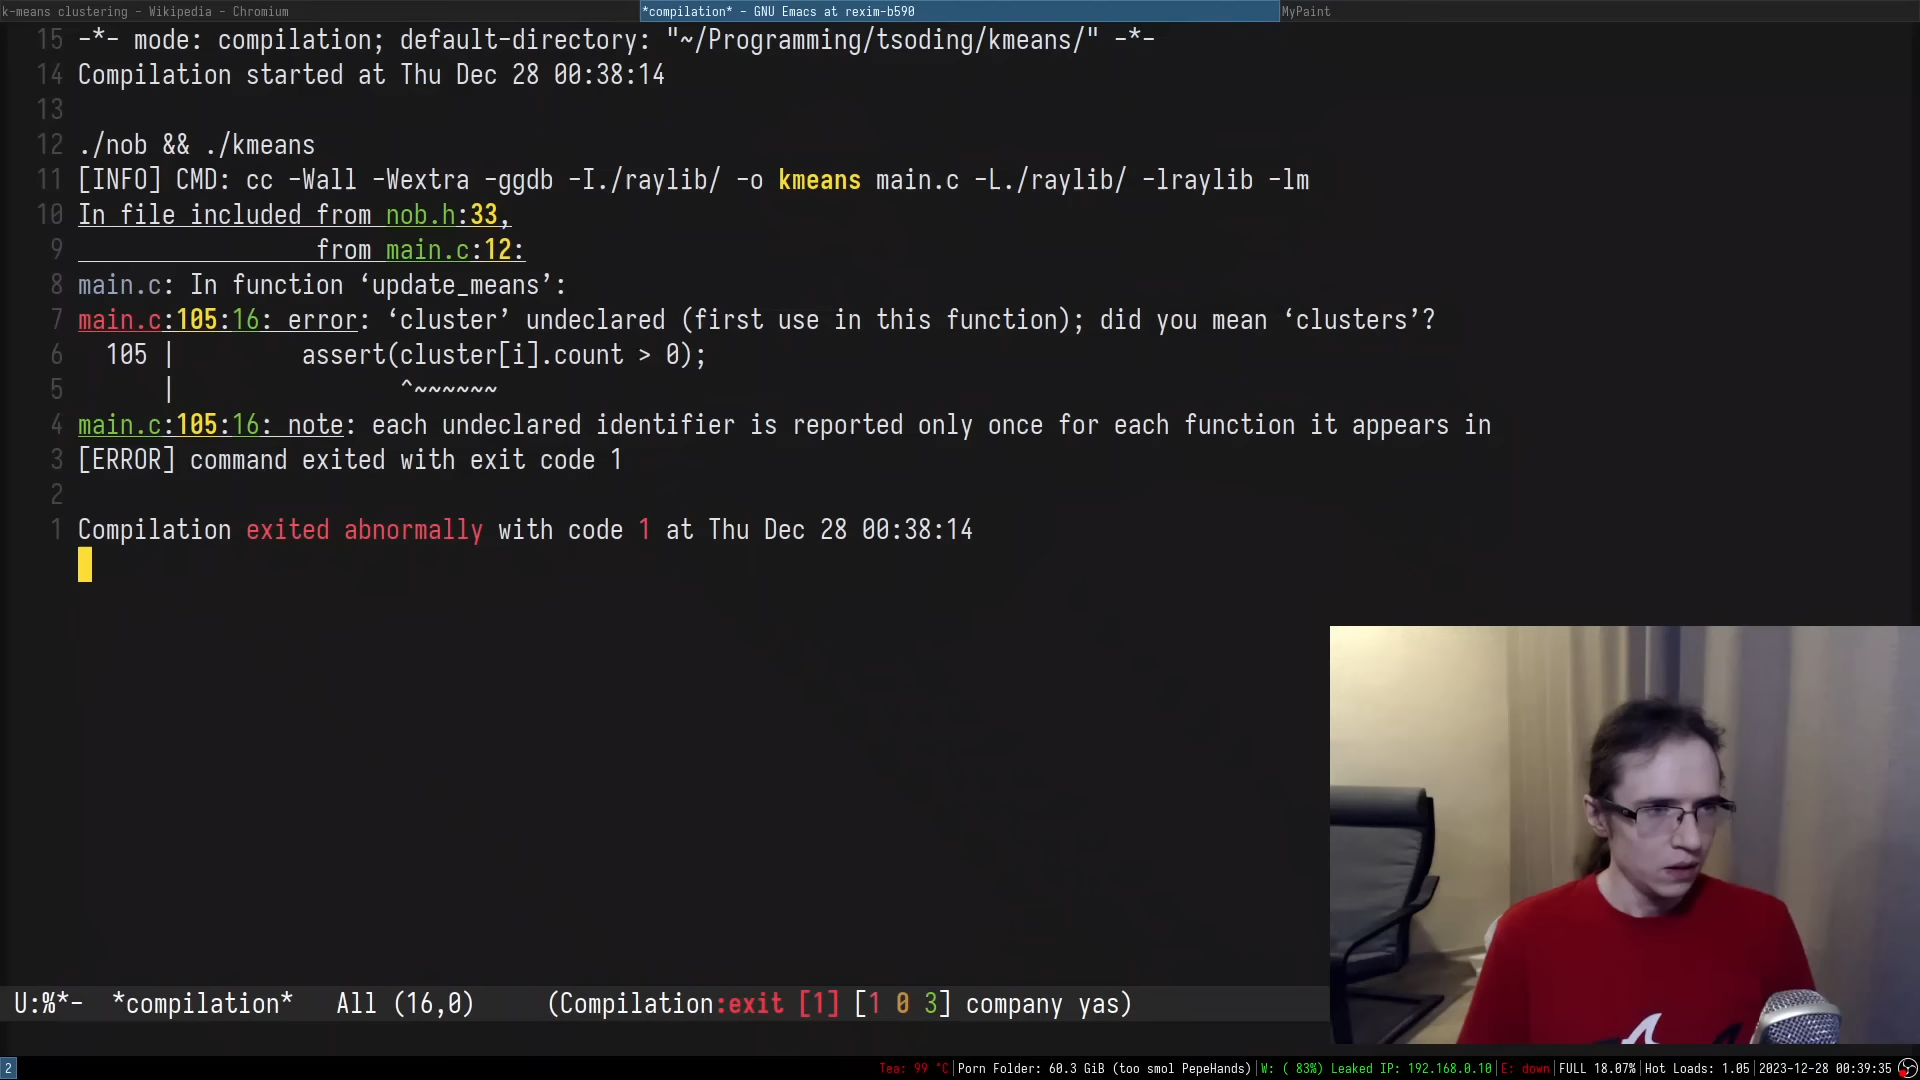 k-means clustering - Wikipedia - Chromium
*compilation* - GNU Emacs at rexim-b590
MyPaint
15 -*- mode: compilation; default-directory: "~/Programming/tsoding/kmeans/" -*-
14 Compilation started at Thu Dec 28 00:38:14
13
12 ./nob && ./kmeans
11 [INFO] CMD: cc -Wall -Wextra -ggdb -I./raylib/ -o kmeans main.c -L./raylib/ -lraylib -lm
10 In file included from nob.h:33,
9                  from main.c:12:
8 main.c: In function ‘update_means’:
7 main.c:105:16: error: ‘cluster’ undeclared (first use in this function); did you mean ‘clusters’?
6   105 |         assert(cluster[i].count > 0);
5       |                ^~~~~~~
4 main.c:105:16: note: each undeclared identifier is reported only once for each function it appears in
3 [ERROR] command exited with exit code 1
2
1 Compilation exited abnormally with code 1 at Thu Dec 28 00:38:14
U:%*-  *compilation*   All (16,0)     (Compilation:exit [1] [1 0 3] company yas)
2
Tea: 99 °C|Porn Folder: 60.3 GiB (too smol PepeHands)|W: ( 83%) Leaked IP: 192.168.0.10|E: down|FULL 18.07%|Hot Loads: 1.05|2023-12-28 00:39:35